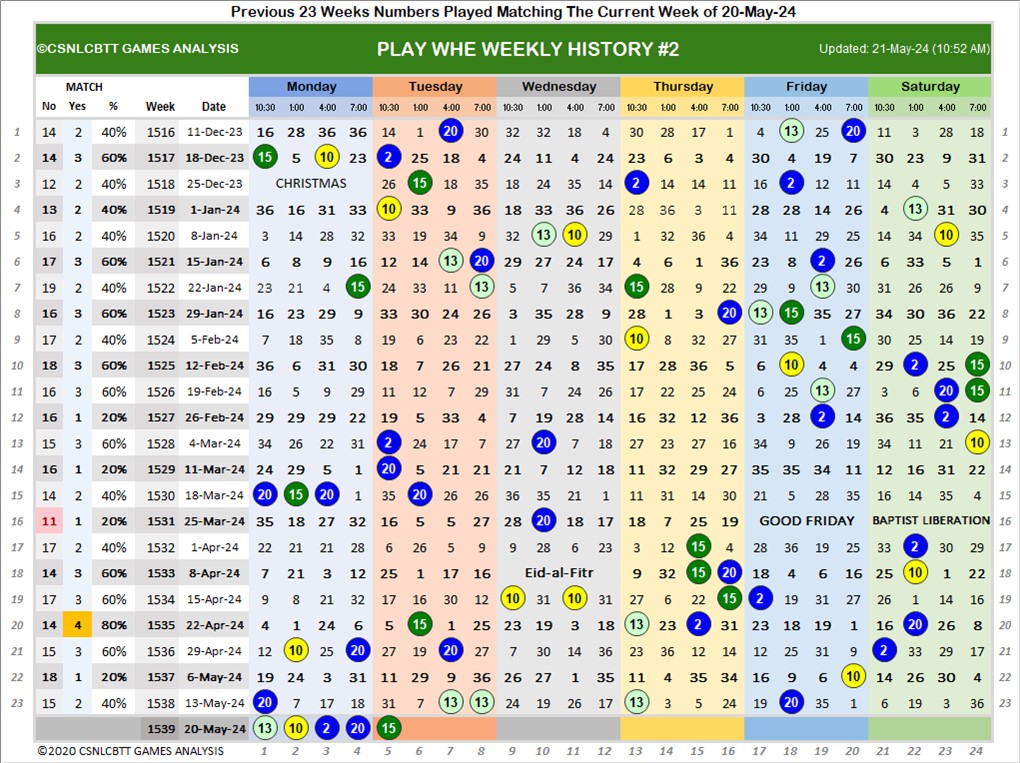 Previous 23 Weeks Numbers Played Matching The Current Week of 20-May-24
©CSNLCBTT GAMES ANALYSIS PLAY WHE WEEKLY HISTORY #2 Updated: 21-May-24 (10:52 AM)
MATCH Monday Tuesday Wednesday Thursday Friday Saturday
No Yes % Week Date 10:30 1:00 4:00 7:00 10:30 1:00 4:00 7:00 10:30 1:00 4:00 7:00 10:30 1:00 4:00 7:00 10:30 1:00 4:00 7:00 10:30 1:00 4:00 7:00
1 14 2 40% 1516 11-Dec-23 16 28 36 36 14 1 20 30 32 32 18 4 30 28 17 1 4 13 25 20 11 3 28 18 1
2 14 3 60% 1517 18-Dec-23 15 5 10 23 2 25 18 4 24 11 4 24 23 6 3 4 30 4 19 7 30 23 9 31 2
3 12 2 40% 1518 25-Dec-23 CHRISTMAS 26 15 18 35 18 24 35 14 2 14 14 11 16 2 12 11 14 4 5 33 3
4 13 2 40% 1519 1-Jan-24 36 16 31 33 10 33 9 36 18 33 36 26 28 36 3 11 28 28 14 26 4 13 31 30 4
5 16 2 40% 1520 8-Jan-24 3 14 28 32 33 19 34 9 32 13 10 29 1 32 36 4 34 11 29 25 14 34 10 35 5
6 17 3 60% 1521 15-Jan-24 6 8 9 16 12 14 13 20 29 27 24 17 4 6 1 36 23 8 2 26 6 33 5 1 6
7 19 2 40% 1522 22-Jan-24 23 21 4 15 24 33 11 13 5 7 36 34 15 28 9 22 29 9 13 30 31 26 26 9 7
8 16 3 60% 1523 29-Jan-24 16 23 29 9 33 30 24 26 3 35 28 9 28 1 3 20 13 15 35 27 34 30 36 22 8
9 17 2 40% 1524 5-Feb-24 7 18 35 8 19 6 23 22 1 29 5 30 10 8 32 27 31 35 1 15 30 25 14 19 9
10 18 3 60% 1525 12-Feb-24 36 6 31 30 18 7 26 21 27 24 8 35 17 28 36 5 6 10 4 4 29 2 25 15 10
11 16 3 60% 1526 19-Feb-24 16 5 9 29 11 12 7 29 31 1 24 26 17 22 25 24 6 25 13 27 3 6 20 15 11
12 16 1 20% 1527 26-Feb-24 29 29 29 22 19 5 33 4 7 19 28 14 16 32 12 36 3 28 2 14 36 35 2 14 12
13 15 3 60% 1528 4-Mar-24 34 26 22 31 2 24 17 7 27 20 7 18 27 23 27 16 34 9 26 19 34 11 21 10 13
14 16 1 20% 1529 11-Mar-24 24 29 5 1 20 5 21 21 21 7 12 18 11 32 29 27 35 35 34 11 12 16 31 22 14
15 14 2 40% 1530 18-Mar-24 20 15 20 1 35 20 26 26 36 35 21 1 11 31 14 30 21 5 28 35 16 14 35 4 15
16 11 1 20% 1531 25-Mar-24 35 18 27 32 16 5 5 27 28 20 18 17 18 7 25 19 GOOD FRIDAY BAPTIST LIBERATION 16
17 17 2 40% 1532 1-Apr-24 22 21 21 28 6 26 5 9 9 28 6 23 3 12 15 4 28 36 19 25 33 2 30 29 17
18 14 3 60% 1533 8-Apr-24 7 21 3 12 25 1 17 16 Eid-al-Fitr 9 32 15 20 18 4 6 16 25 10 1 22 18
19 17 3 60% 1534 15-Apr-24 9 8 21 32 17 16 30 12 10 31 10 31 27 6 22 15 2 19 31 27 26 1 14 16 19
20 14 4 80% 1535 22-Apr-24 4 1 24 6 5 15 1 25 23 19 3 18 13 23 2 31 23 18 19 1 16 20 26 8 20
21 15 3 60% 1536 29-Apr-24 12 10 25 20 27 19 20 27 7 30 14 36 23 36 12 14 12 25 31 9 2 33 29 17 21
22 18 1 20% 1537 6-May-24 19 24 3 31 11 29 9 36 26 27 1 35 11 4 35 34 16 9 6 10 14 26 30 4 22
23 15 2 40% 1538 13-May-24 20 7 17 18 31 7 13 13 24 19 26 17 13 3 5 24 19 20 35 1 6 19 3 36 23
1539 20-May-24 13 10 2 20 15
©2020 CSNLCBTT GAMES ANALYSIS 1 2 3 4 5 6 7 8 9 10 11 12 13 14 15 16 17 18 19 20 21 22 23 24